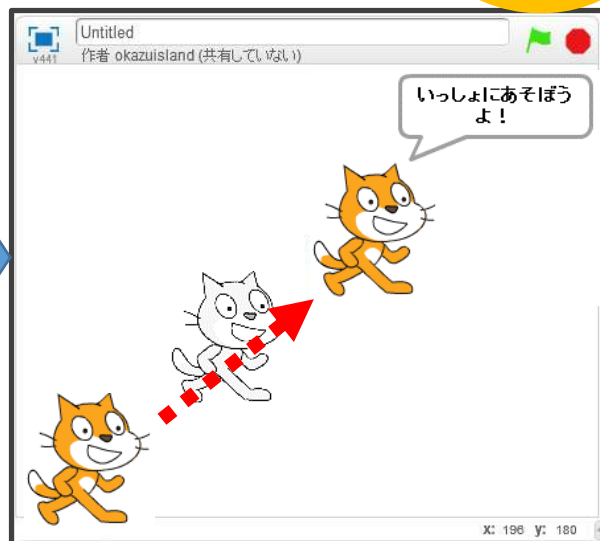 Untitled
v441
作者 okazuisland (共有していない)
いっしょにあそぼう
よ！
x: 196 y: 180